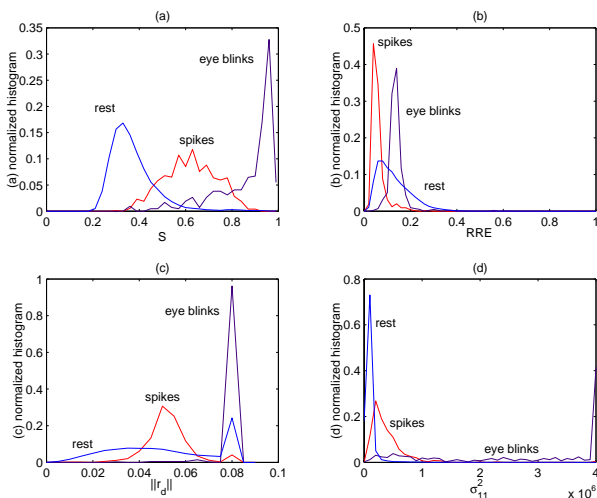 (a)
(a) normalized histogram
0.35
0.3
0.25
0.2
0.15
0.1
0.05
0
eye blinks
rest
spikes
0 0.2 0.4 0.6 0.8 1
S
(b)
(b) normalized histogram
0.5
0.4
0.3
0.2
0.1
0
spikes
eye blinks
rest
0 0.2 0.4 0.6 0.8 1
RRE
(c)
(c) normalized histogram
1
0.8
0.6
0.4
0.2
0
eye blinks
spikes
rest
0 0.02 0.04 0.06 0.08 0.1
||r_d||
(d)
(d) normalized histogram
0.8
0.6
0.4
0.2
0
rest
spikes
eye blinks
0 1 2 3 4
σ²₁₁
x 10⁶